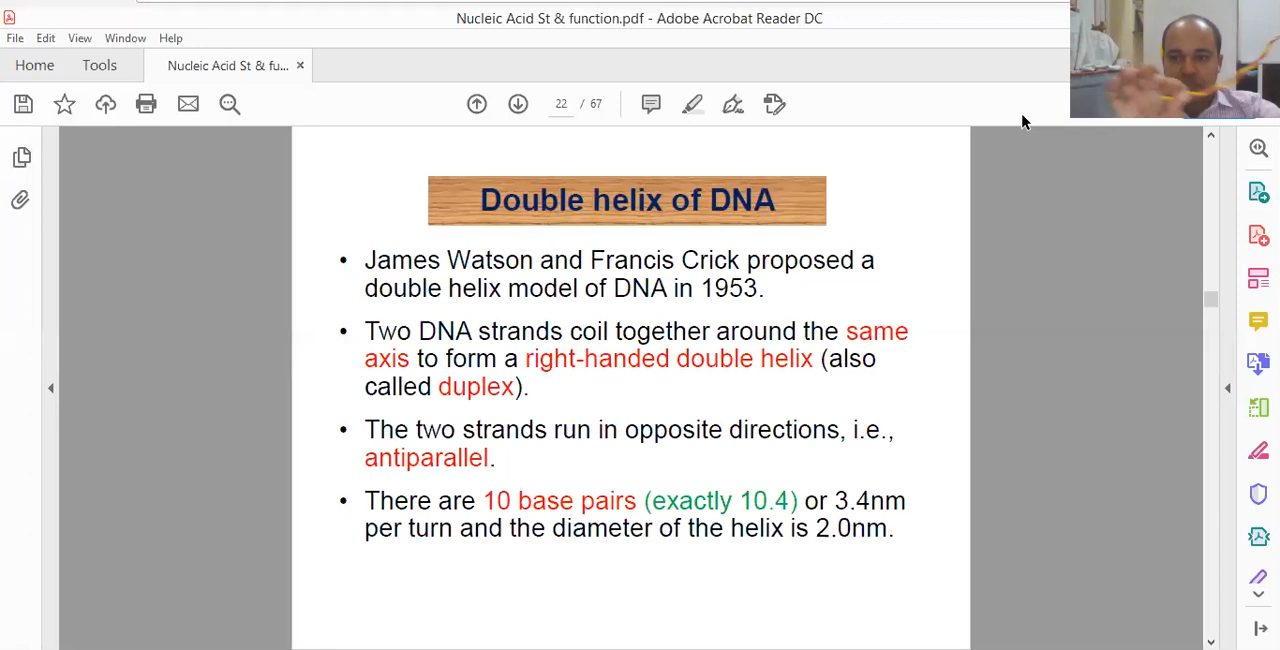 Nucleic Acid St & function.pdf - Adobe Acrobat Reader DC
File Edit View Window Help
Home Tools Nucleic Acid St & fu... ×
22 / 67
Double helix of DNA
• James Watson and Francis Crick proposed a
double helix model of DNA in 1953.
• Two DNA strands coil together around the same
axis to form a right-handed double helix (also
called duplex).
• The two strands run in opposite directions, i.e.,
antiparallel.
• There are 10 base pairs (exactly 10.4) or 3.4nm
per turn and the diameter of the helix is 2.0nm.